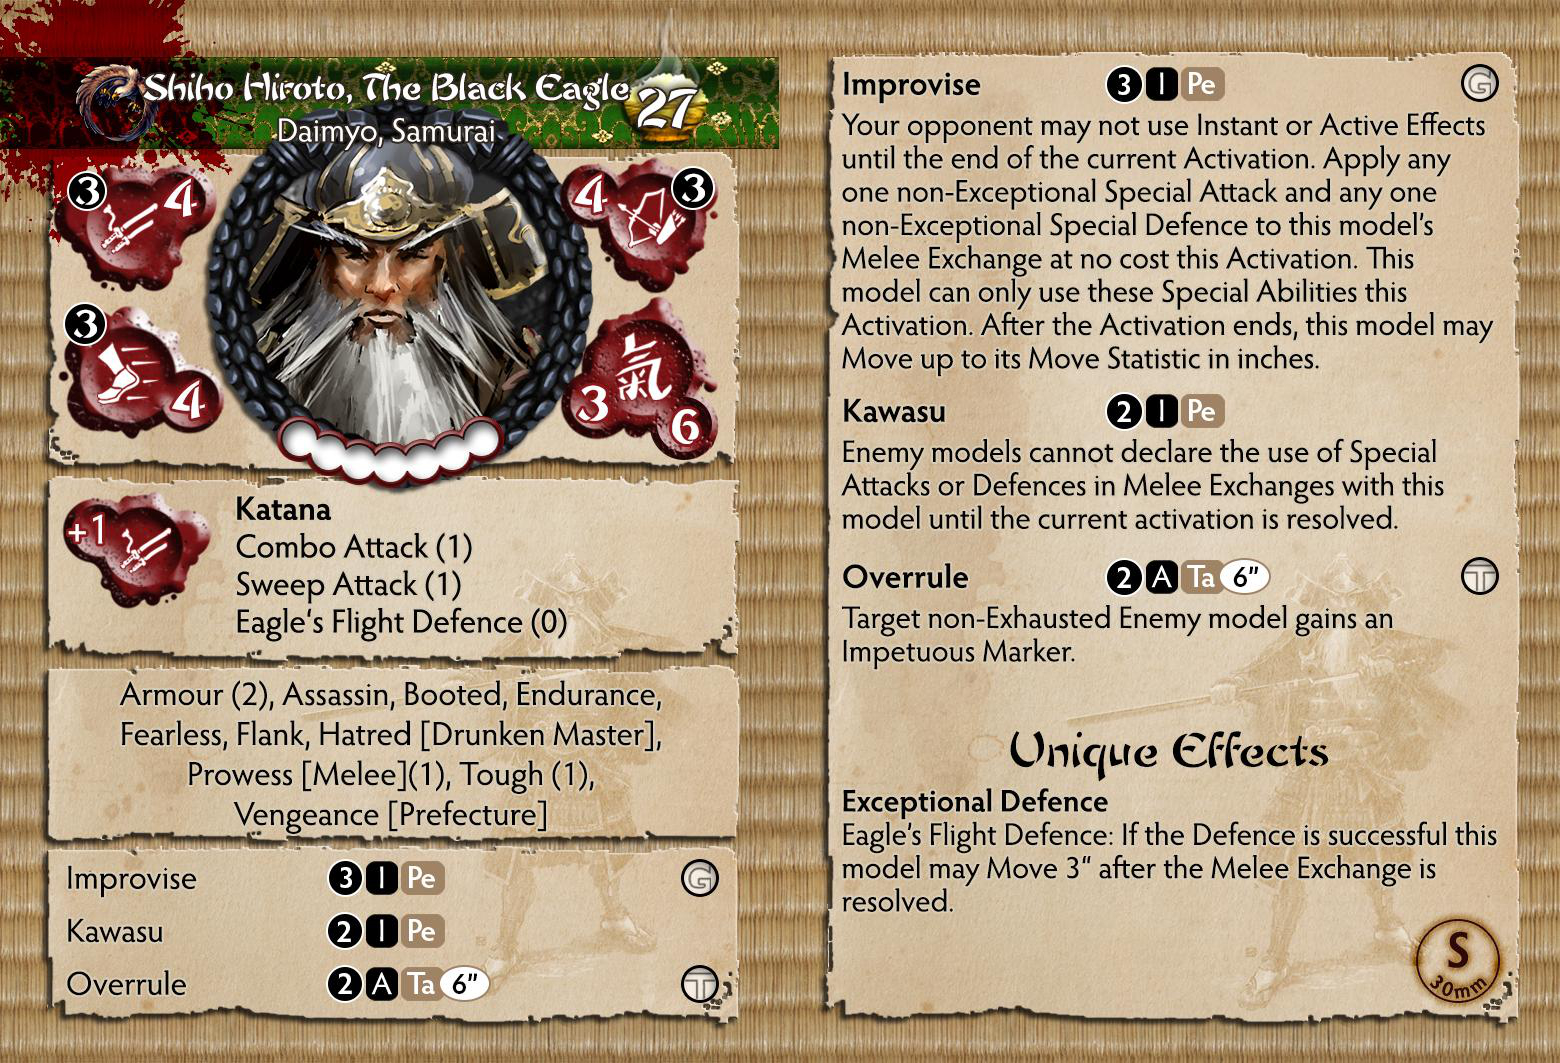 Shiho Hiroto, The Black Eagle
27
Daimyo, Samurai
3 4
4 3
3
4
氣
3
6
+1
Katana
Combo Attack (1)
Sweep Attack (1)
Eagle‘s Flight Defence (0)
Armour (2), Assassin, Booted, Endurance,
Fearless, Flank, Hatred [Drunken Master],
Prowess [Melee](1), Tough (1),
Vengeance [Prefecture]
Improvise 3 I Pe G
Kawasu 2 I Pe
Overrule 2 A Ta 6” T
Improvise 3 I Pe G
Your opponent may not use Instant or Active Effects
until the end of the current Activation. Apply any
one non-Exceptional Special Attack and any one
non-Exceptional Special Defence to this model’s
Melee Exchange at no cost this Activation. This
model can only use these Special Abilities this
Activation. After the Activation ends, this model may
Move up to its Move Statistic in inches.
Kawasu 2 I Pe
Enemy models cannot declare the use of Special
Attacks or Defences in Melee Exchanges with this
model until the current activation is resolved.
Overrule 2 A Ta 6” T
Target non-Exhausted Enemy model gains an
Impetuous Marker.
Unique Effects
Exceptional Defence
Eagle’s Flight Defence: If the Defence is successful this
model may Move 3“ after the Melee Exchange is
resolved.
S
30mm